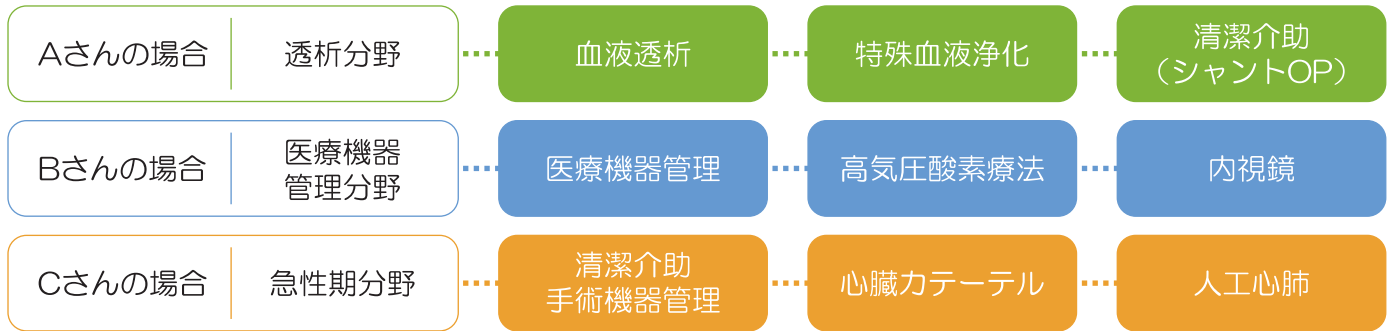 Aさんの場合
透析分野
血液透析
特殊血液浄化
清潔介助
（シャントOP）
Bさんの場合
医療機器
管理分野
医療機器管理
高気圧酸素療法
内視鏡
Cさんの場合
急性期分野
清潔介助
手術機器管理
心臓カテーテル
人工心肺